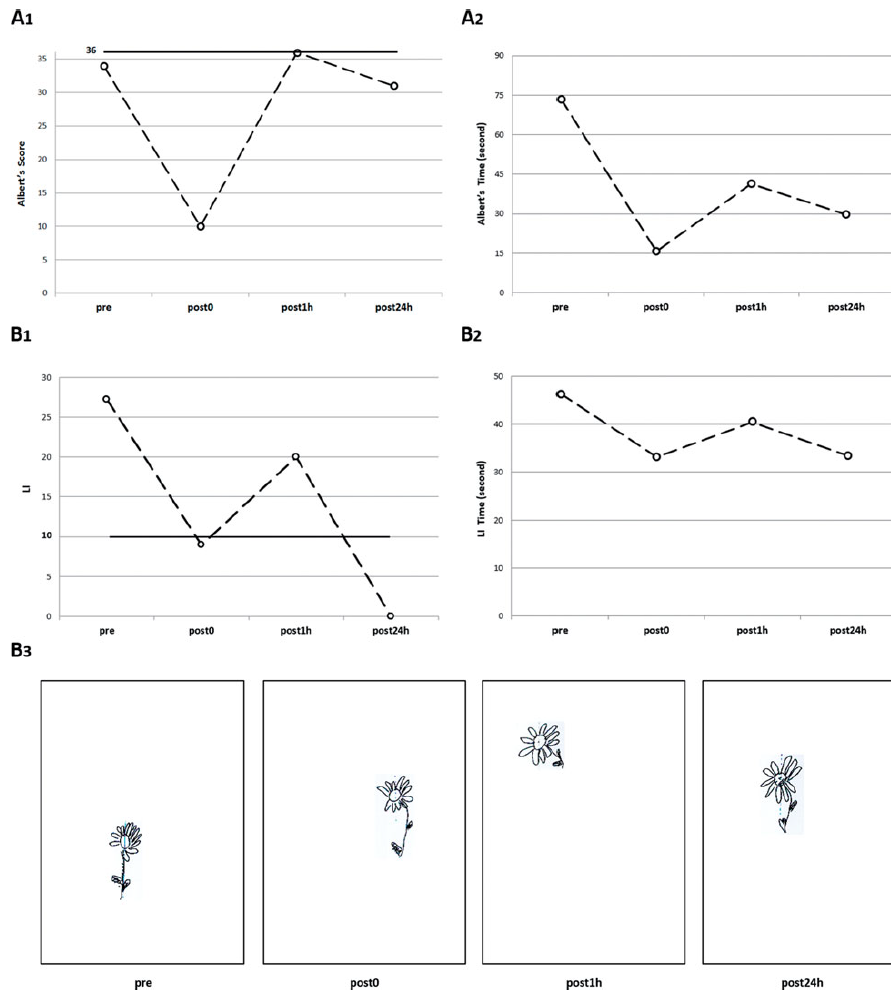 A1
36
35
30
25
20
15
10
5
0
Albert's Score
pre post0 post1h post24h
A2
90
75
60
45
30
15
0
Albert's Time (second)
pre post0 post1h post24h
B1
30
25
20
15
10
5
0
LI
pre post0 post1h post24h
B2
50
40
30
20
10
0
LI Time (second)
pre post0 post1h post24h
B3
pre post0 post1h post24h